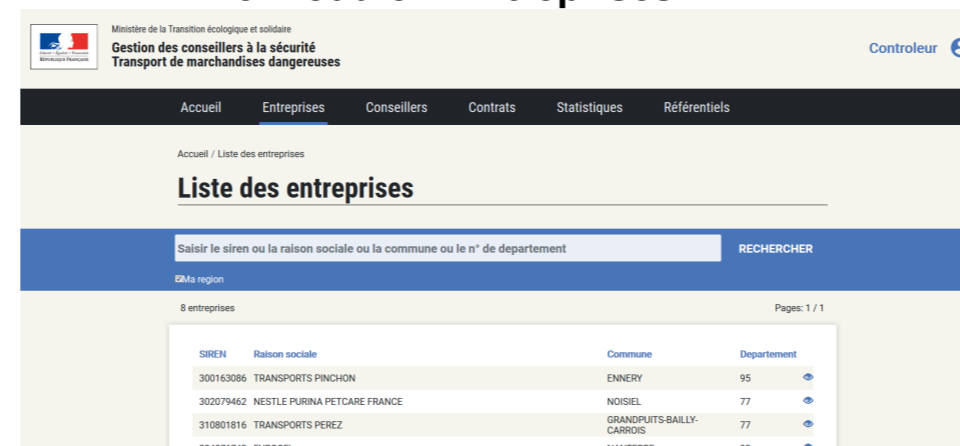 Ministère de la Transition écologique et solidaire
Gestion des conseillers à la sécurité
Transport de marchandises dangereuses
Controleur
Accueil Entreprises Conseillers Contrats Statistiques Référentiels
Accueil / Liste des entreprises
Liste des entreprises
Saisir le siren ou la raison sociale ou la commune ou le n° de departement RECHERCHER
Ma region
8 entreprises Pages: 1 / 1
SIREN Raison sociale Commune Departement
300163086 TRANSPORTS PINCHON ENNERY 95
302079462 NESTLE PURINA PETCARE FRANCE NOISIEL 77
310801816 TRANSPORTS PEREZ GRANDPUITS-BAILLY-CARROIS 77